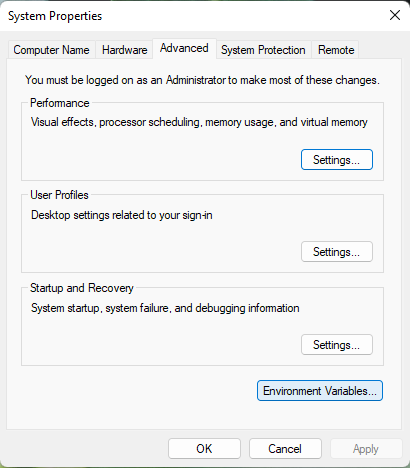 System Properties
Computer Name Hardware Advanced System Protection Remote
You must be logged on as an Administrator to make most of these changes.
Performance
Visual effects, processor scheduling, memory usage, and virtual memory
Settings...
User Profiles
Desktop settings related to your sign-in
Settings...
Startup and Recovery
System startup, system failure, and debugging information
Settings...
Environment Variables...
OK Cancel Apply